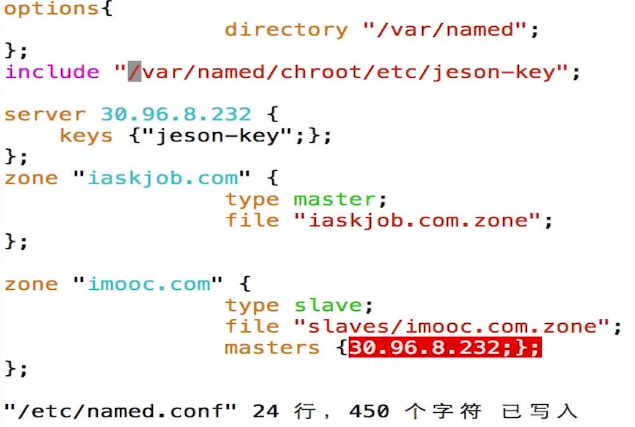 options{
directory "/var/named";
};
include "/var/named/chroot/etc/jeson-key";
server 30.96.8.232 {
keys {"jeson-key";};
};
zone "iaskjob.com" {
type master;
file "iaskjob.com.zone";
};
zone "imooc.com" {
type slave;
file "slaves/imooc.com.zone";
masters {30.96.8.232;};
};
"/etc/named.conf" 24 行, 450 个字符 已写入